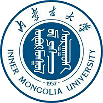 内蒙古大学
1957
INNER MONGOLIA UNIVERSITY